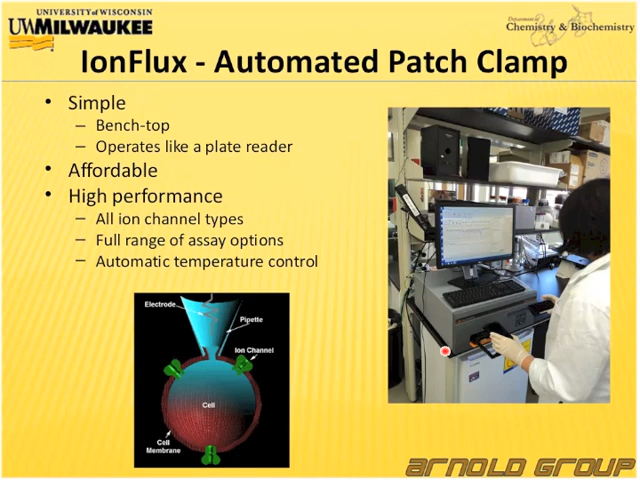 UNIVERSITY of WISCONSIN
UWMILWAUKEE
Department of
Chemistry & Biochemistry
IonFlux - Automated Patch Clamp
• Simple
– Bench-top
– Operates like a plate reader
• Affordable
• High performance
– All ion channel types
– Full range of assay options
– Automatic temperature control
Electrode
Pipette
Ion Channel
Cell
Cell
Membrane
ARNOLD GROUP